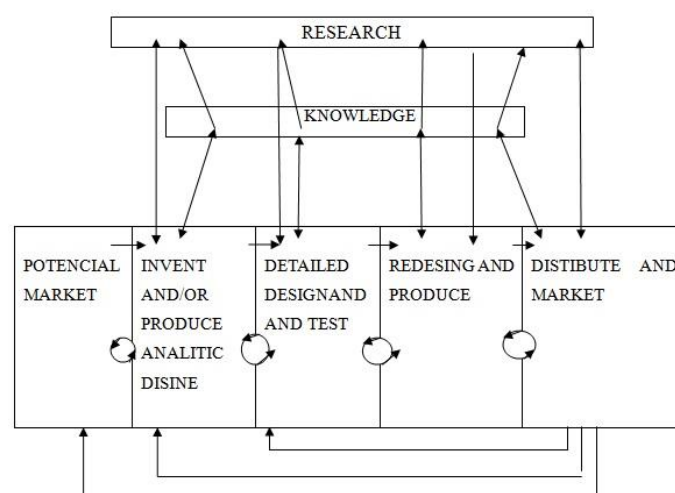 RESEARCH
KNOWLEDGE
POTENCIAL
MARKET
INVENT
AND/OR
PRODUCE
ANALITIC
DISINE
DETAILED
DESIGNAND
AND TEST
REDESING AND
PRODUCE
DISTIBUTE AND
MARKET